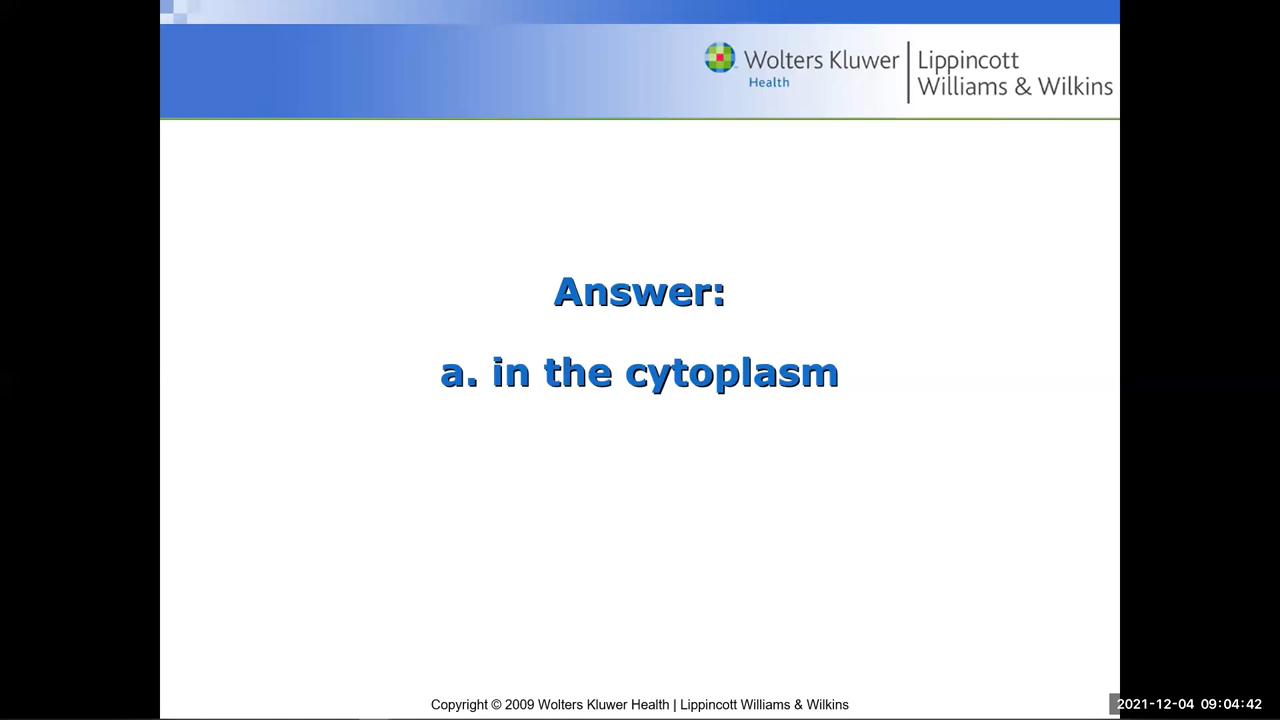 Wolters Kluwer
Health
Lippincott
Williams & Wilkins
Answer:
a. in the cytoplasm
Copyright © 2009 Wolters Kluwer Health | Lippincott Williams & Wilkins
2021-12-04 09:04:42